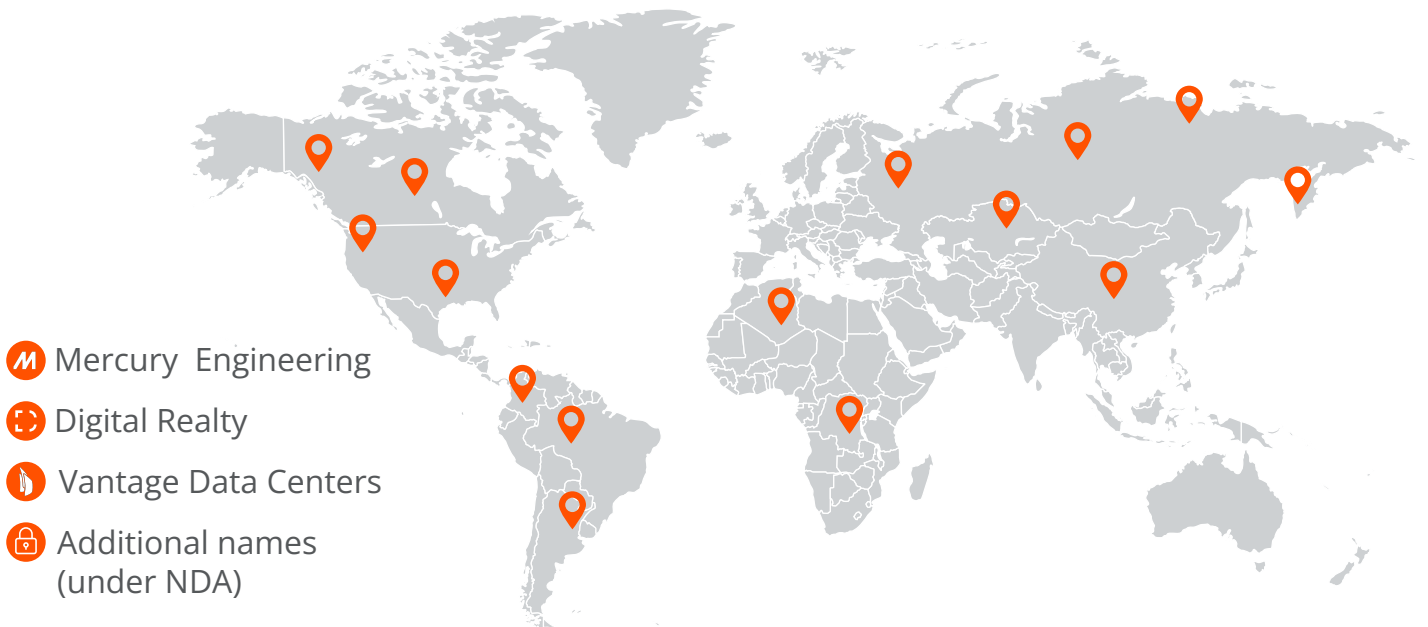 Mercury Engineering
Digital Realty
Vantage Data Centers
Additional names
(under NDA)